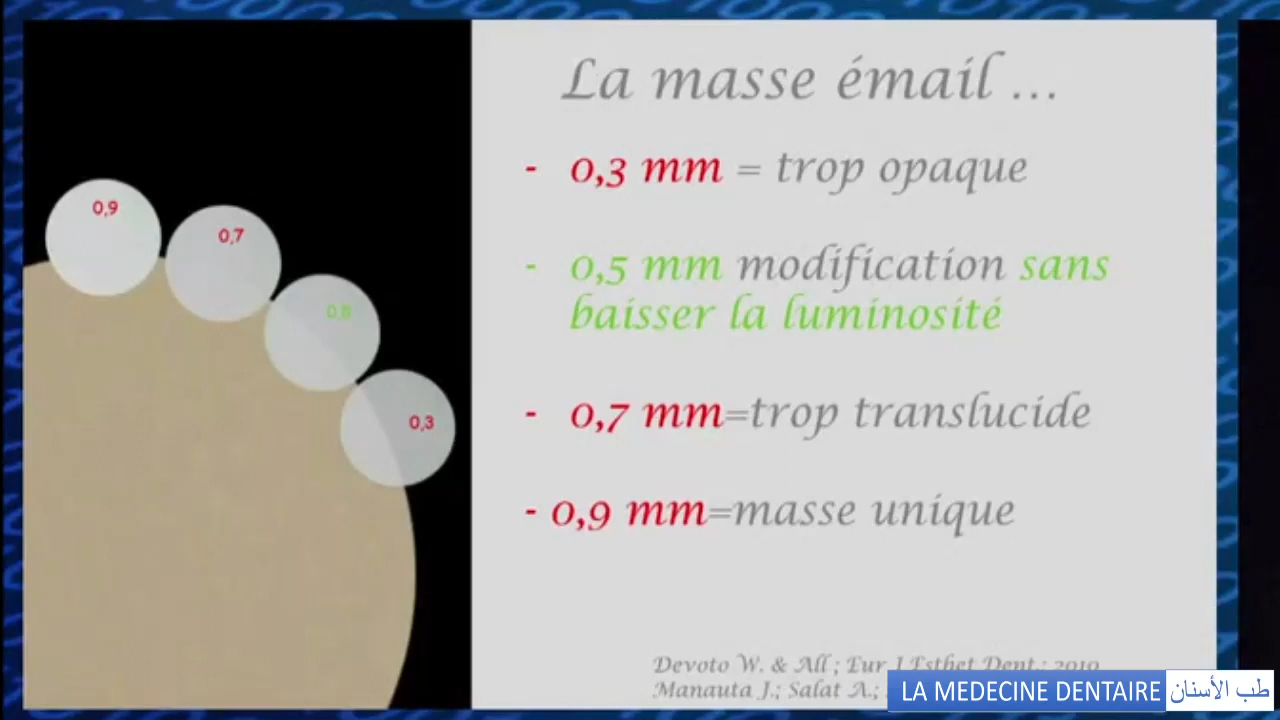 La masse émail ...
- 0,3 mm = trop opaque
- 0,5 mm modification sans
baisser la luminosité
- 0,7 mm=trop translucide
- 0,9 mm=masse unique
0,9
0,7
0,3
Devoto W. & All ; Eur J Esthet Dent.; 2010
Manauta J.; Salat A.;
LA MEDECINE DENTAIRE طب الأسنان